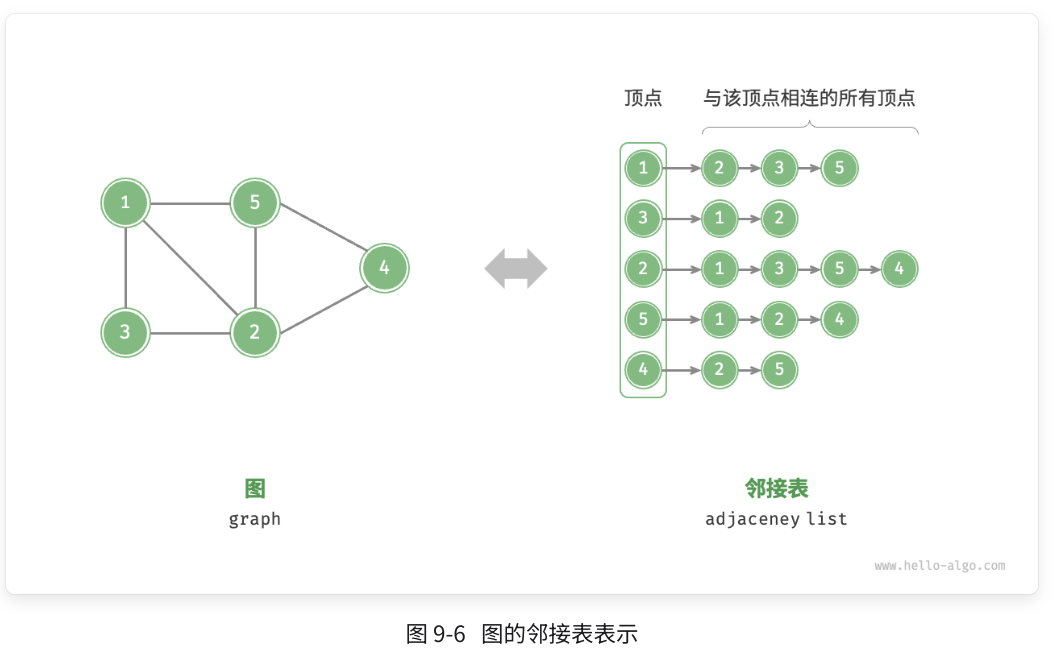 顶点 与该顶点相连的所有顶点
1 5 4 3 2
1 2 3 5
3 1 2
2 1 3 5 4
5 1 2 4
4 2 5
图 邻接表
graph adjaceney list
www.hello-algo.com
图 9-6 图的邻接表表示